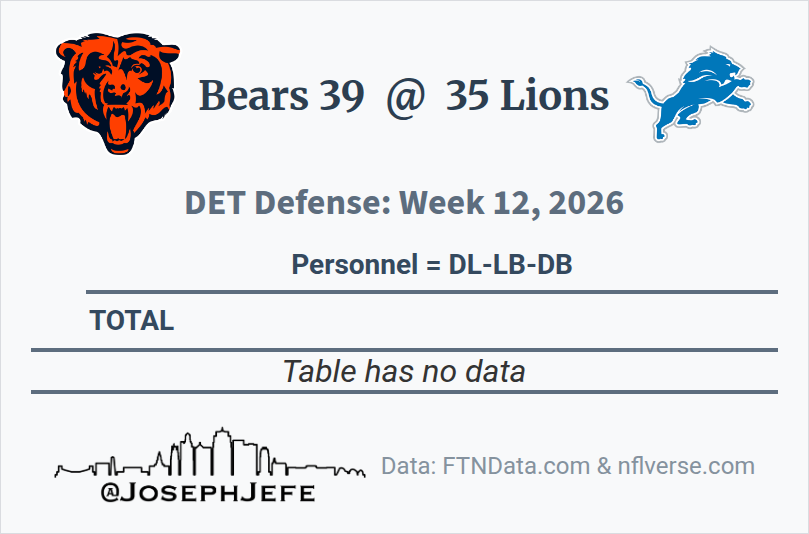 Bears 39 @ 35 Lions
DET Defense: Week 12, 2026
Personnel = DL-LB-DB
TOTAL
Table has no data
@JosephJefe
Data: FTNData.com & nflverse.com